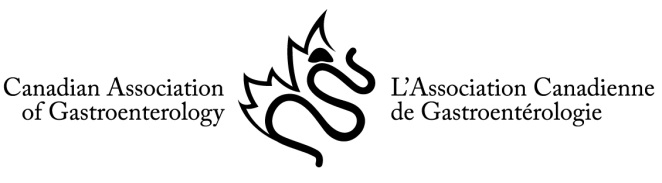 Canadian Association
of Gastroenterology
L'Association Canadienne
de Gastroentérologie